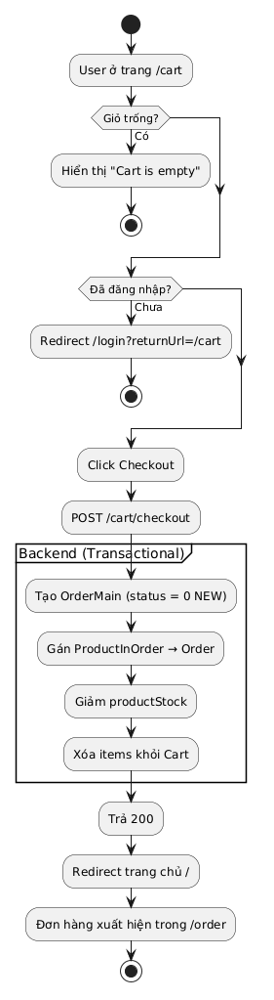 User ở trang /cart
Giỏ trống?
Có
Hiển thị "Cart is empty"
Đã đăng nhập?
Chưa
Redirect /login?returnUrl=/cart
Click Checkout
POST /cart/checkout
Backend (Transactional)
Tạo OrderMain (status = 0 NEW)
Gán ProductInOrder → Order
Giảm productStock
Xóa items khỏi Cart
Trả 200
Redirect trang chủ /
Đơn hàng xuất hiện trong /order